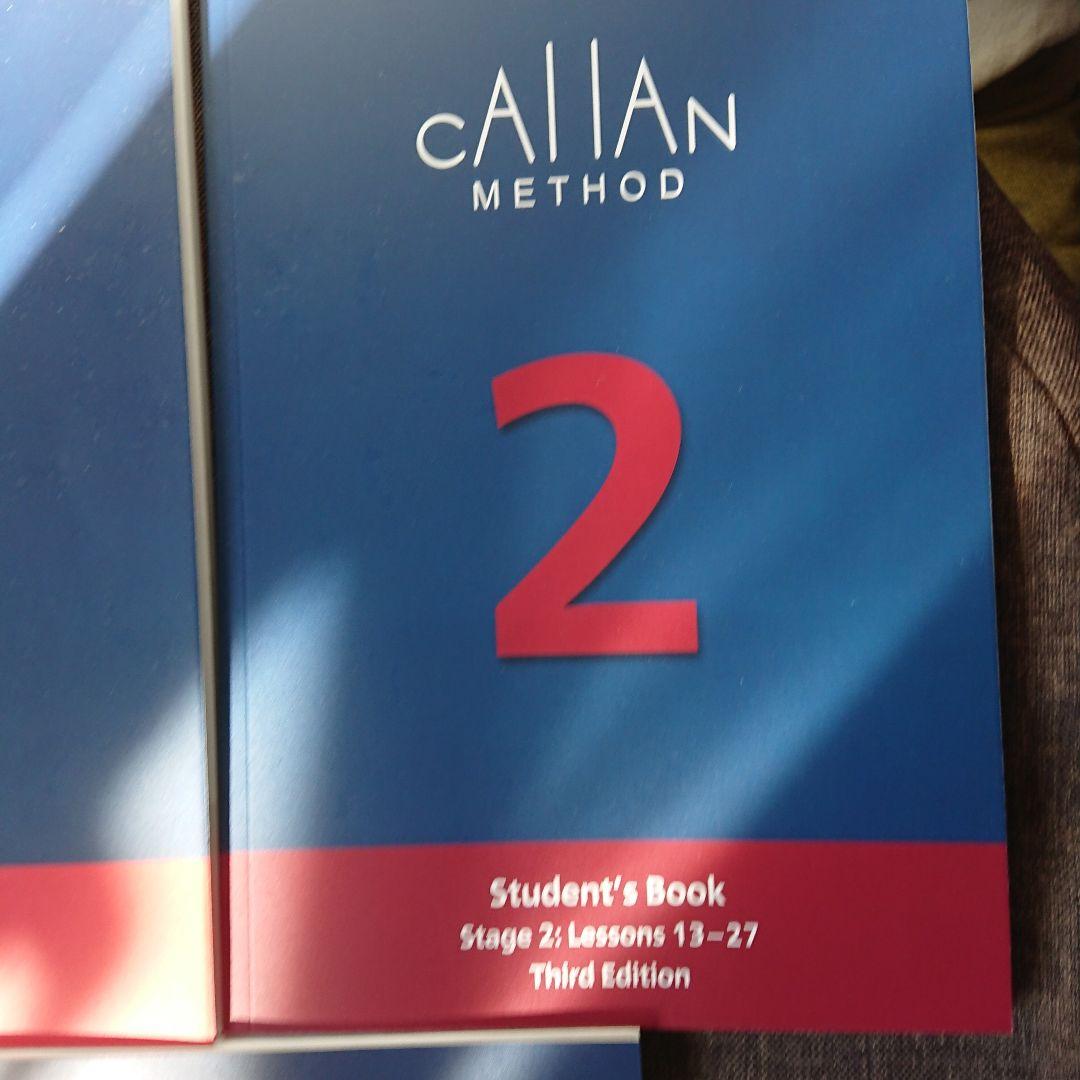 CAllAN
METHOD
2
Student's Book
Stage 2: Lessons 13–27
Third Edition